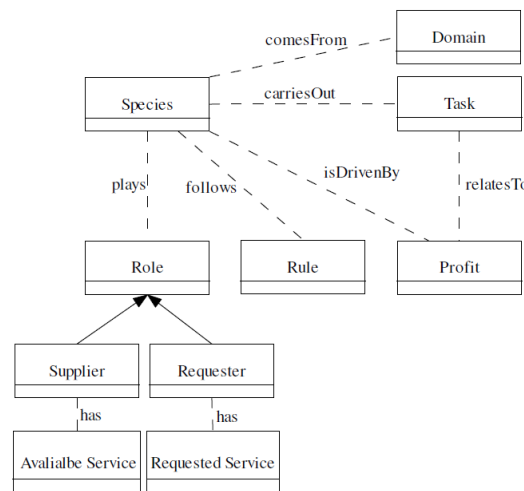 Domain
comesFrom
Species
carriesOut
Task
isDrivenBy
plays
follows
relatesTo
Role
Rule
Profit
Supplier
Requester
has
has
Avalialbe Service
Requested Service